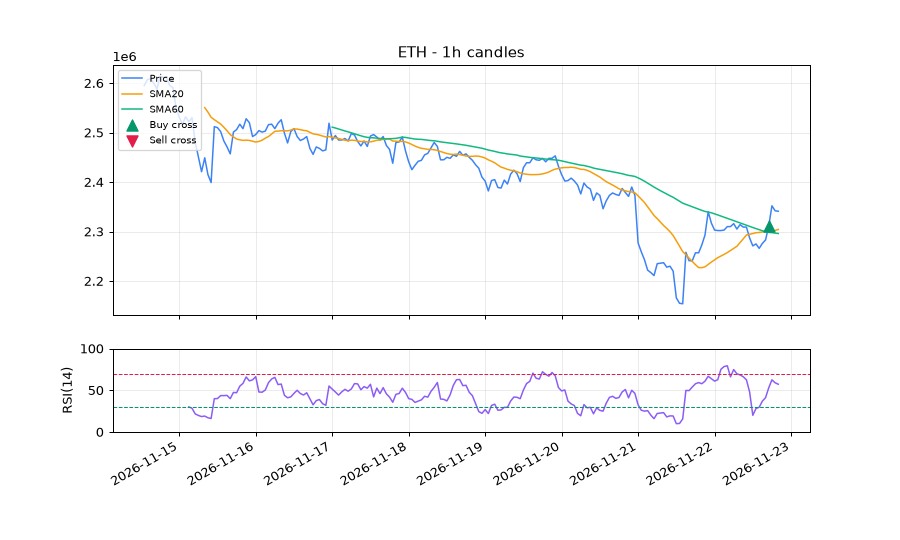 ETH - 1h candles
1e6
Price
SMA20
SMA60
Buy cross
Sell cross
2.6
2.5
2.4
2.3
2.2
100
50
0
RSI(14)
2026-11-15
2026-11-16
2026-11-17
2026-11-18
2026-11-19
2026-11-20
2026-11-21
2026-11-22
2026-11-23